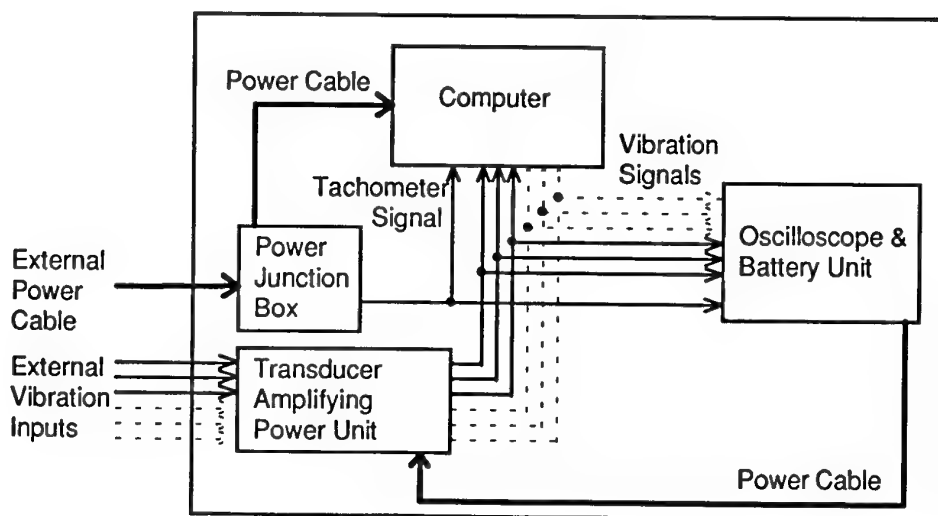 Power Cable
Computer
Vibration
Signals
Tachometer
Signal
Power
Junction
Box
Oscilloscope &
Battery Unit
External
Power
Cable
External
Vibration
Inputs
Transducer
Amplifying
Power Unit
Power Cable